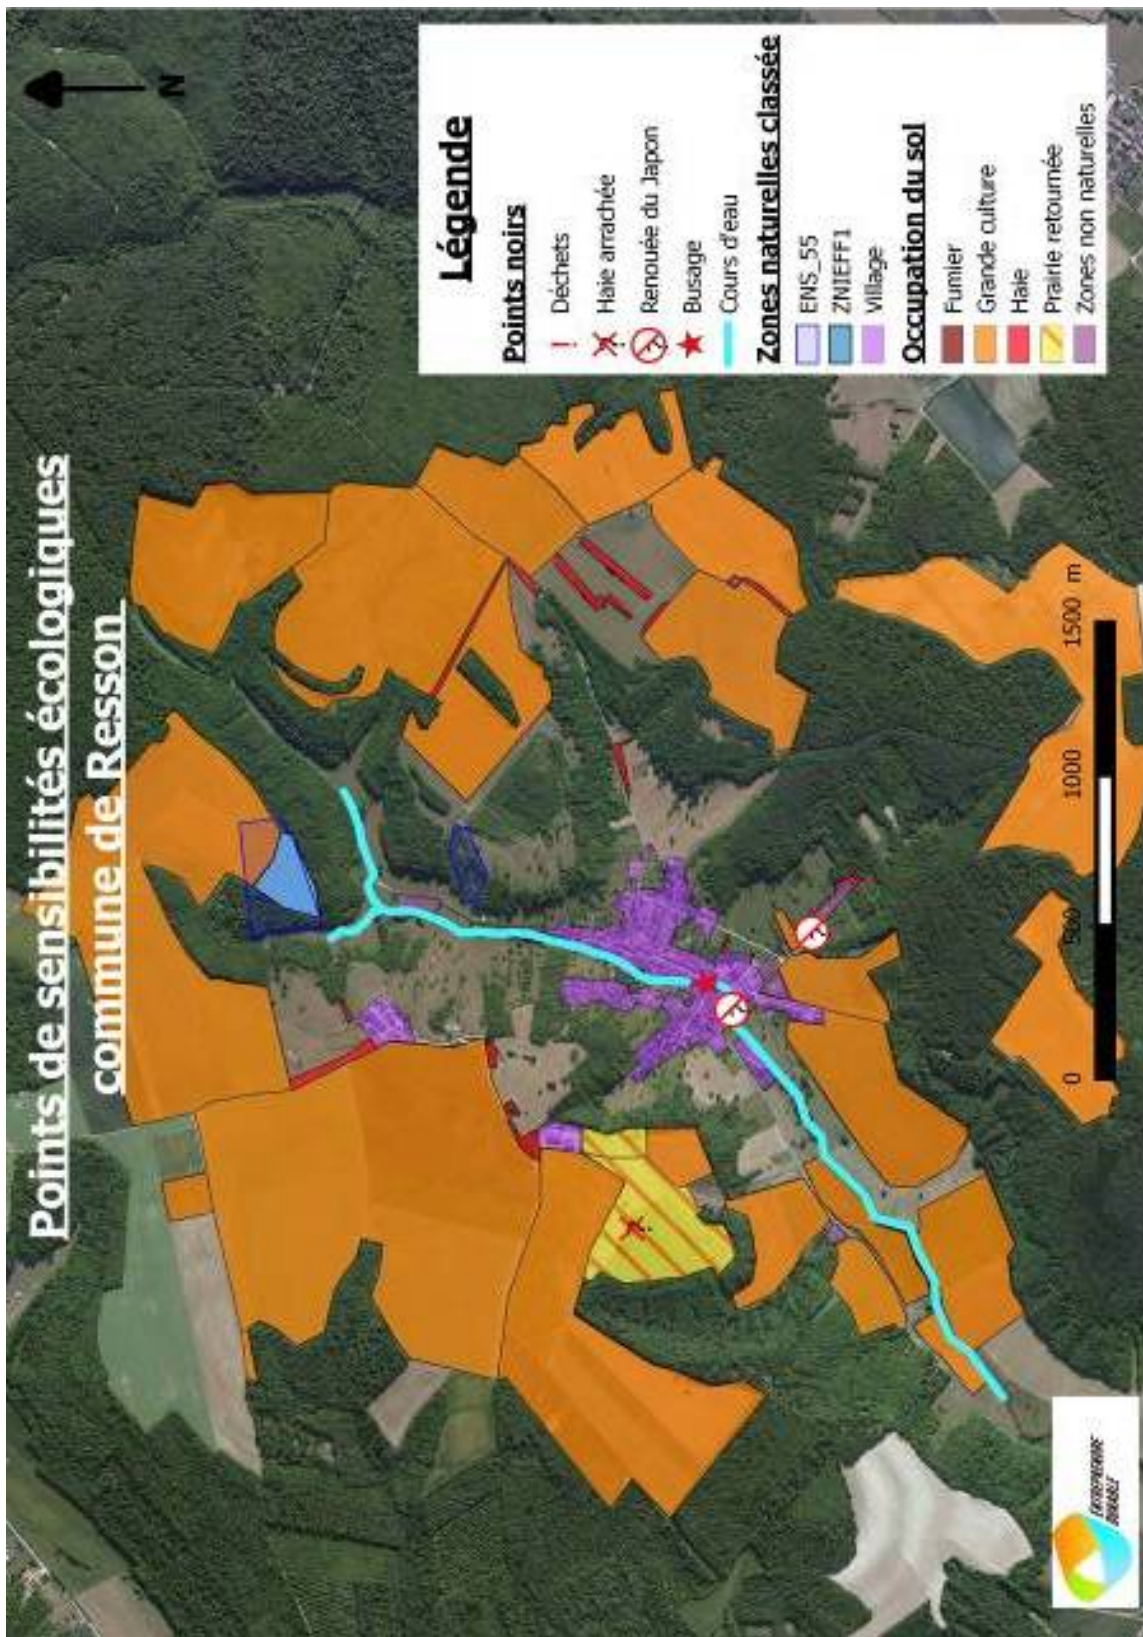 Points de sensibilités écologiques
commune de Resson
N
Légende
Points noirs
Déchets
Haie arrachée
Renouée du Japon
Busage
Cours d'eau
Zones naturelles classée
ENS_55
ZNIEFF1
Village
Occupation du sol
Fumier
Grande culture
Haie
Prairie retournée
Zones non naturelles
0 500 1000 1500 m
ENTREPRENDRE
DURABLE